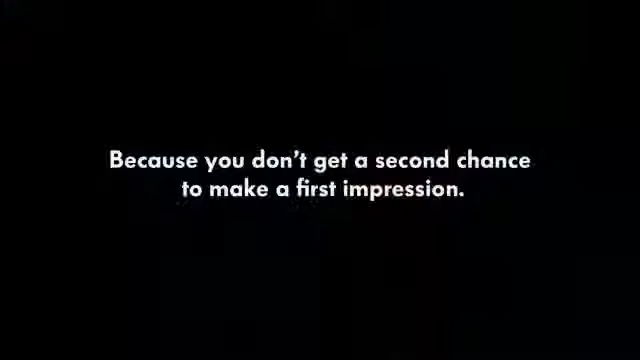 Because you don't get a second chance
to make a first impression.